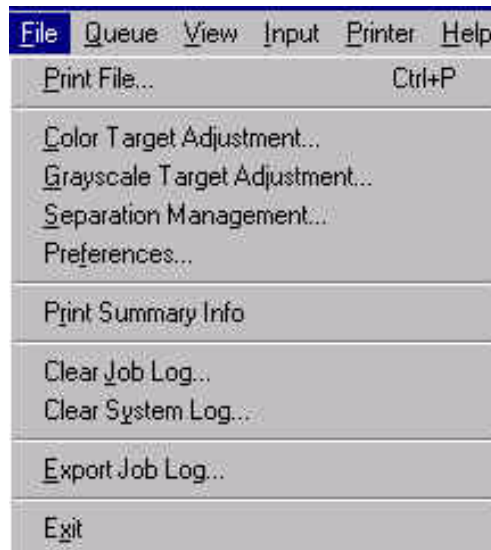 File Queue View Input Printer Help
Print File... Ctrl+P
Color Target Adjustment...
Grayscale Target Adjustment...
Separation Management...
Preferences...
Print Summary Info
Clear Job Log...
Clear System Log...
Export Job Log...
Exit